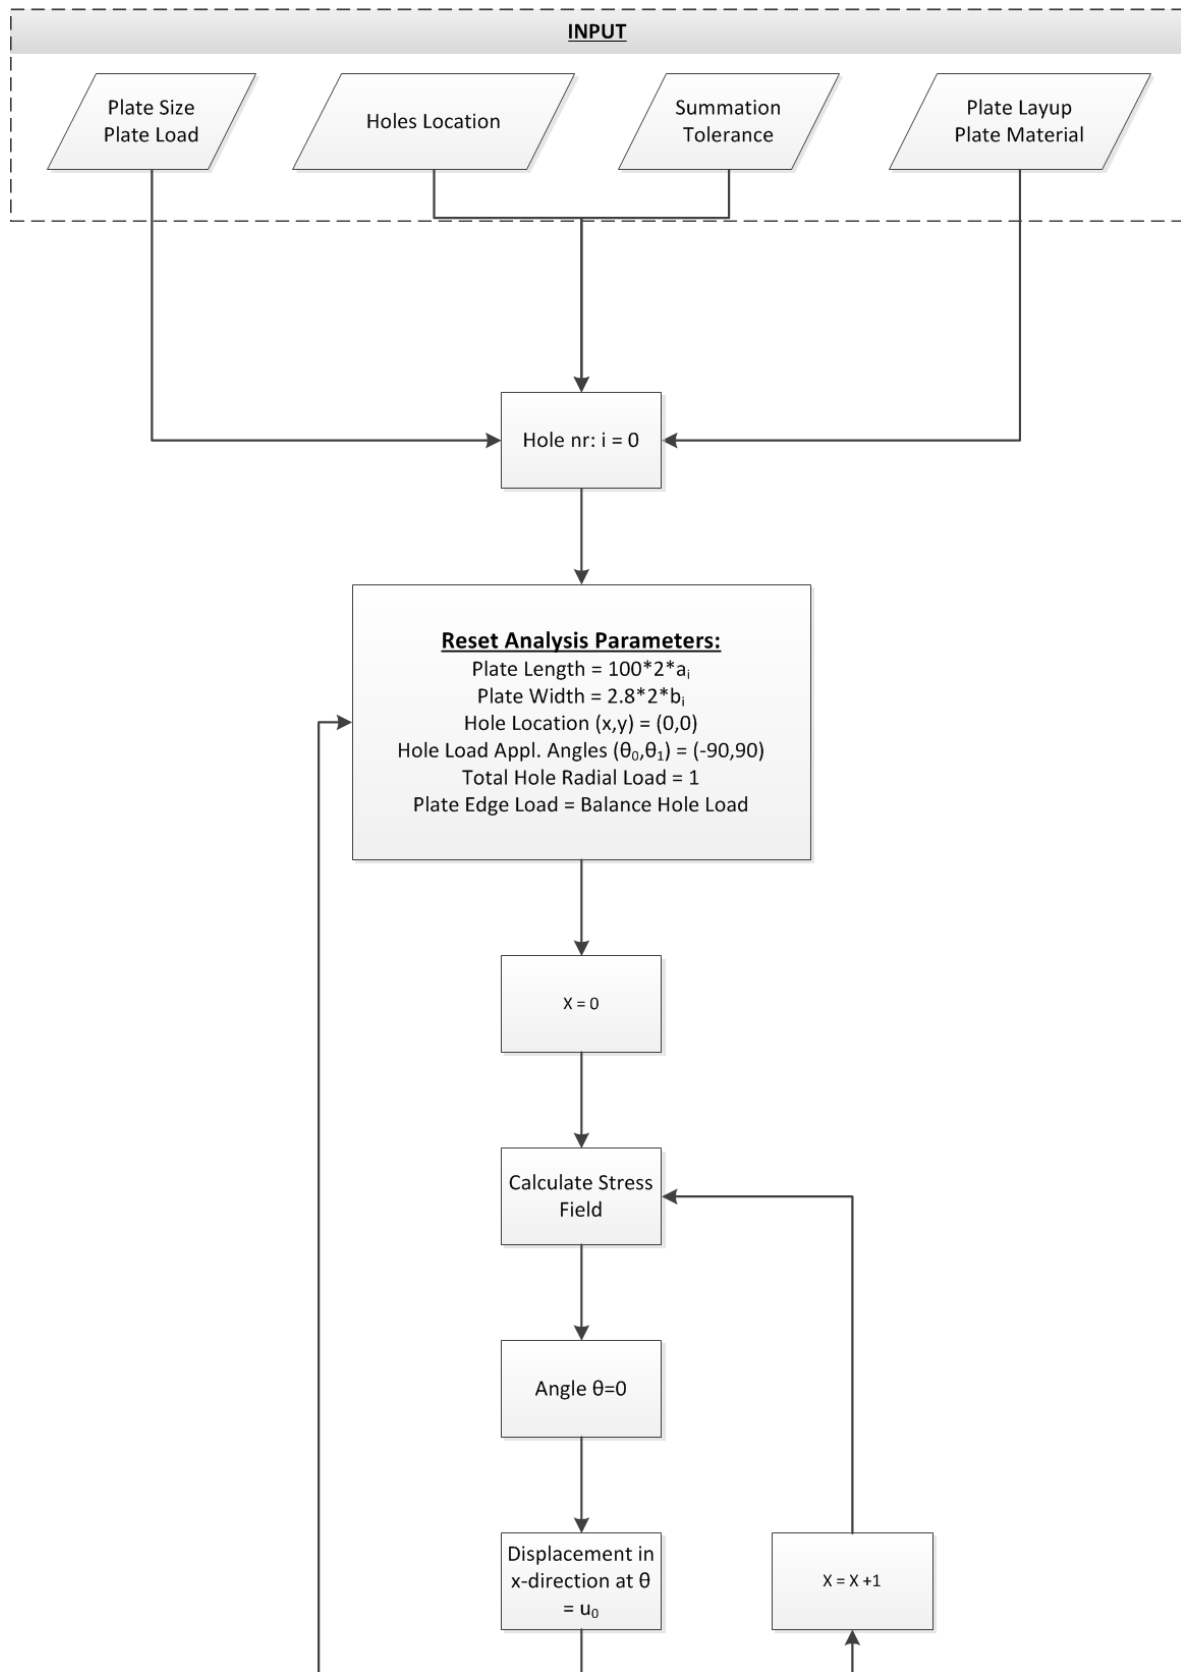 INPUT
Plate Size
Plate Load
Holes Location
Summation
Tolerance
Plate Layup
Plate Material
Hole nr: i = 0
Reset Analysis Parameters:
Plate Length = 100*2*aᵢ
Plate Width = 2.8*2*bᵢ
Hole Location (x,y) = (0,0)
Hole Load Appl. Angles (θ₀,θ₁) = (-90,90)
Total Hole Radial Load = 1
Plate Edge Load = Balance Hole Load
X = 0
Calculate Stress
Field
Angle θ=0
Displacement in
x-direction at θ
= u₀
X = X +1